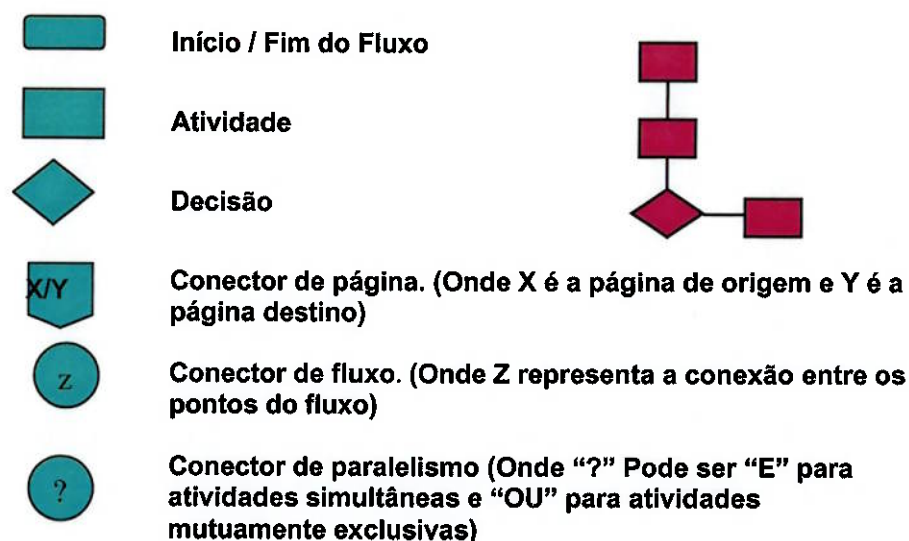 Início / Fim do Fluxo
Atividade
Decisão
X/Y
Conector de página. (Onde X é a página de origem e Y é a
página destino)
Z
Conector de fluxo. (Onde Z representa a conexão entre os
pontos do fluxo)
?
Conector de paralelismo (Onde “?” Pode ser “E” para
atividades simultâneas e “OU” para atividades
mutuamente exclusivas)